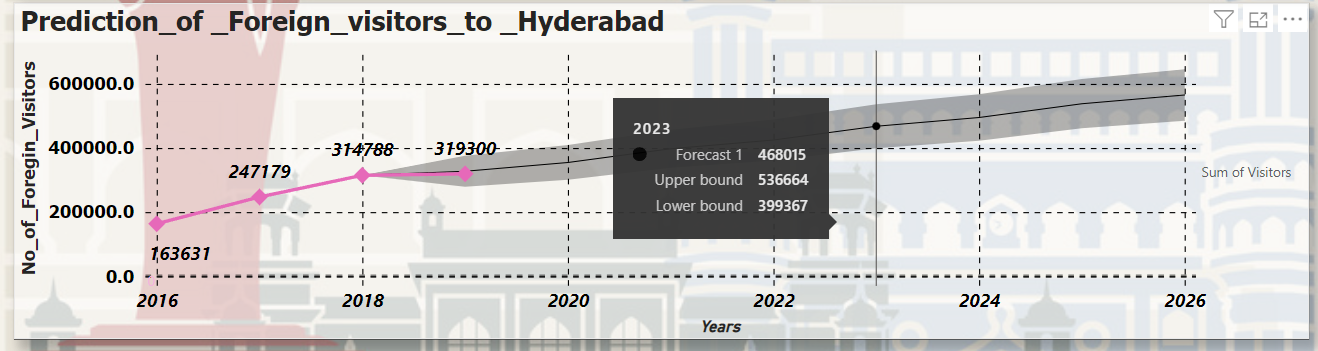 Prediction_of _Foreign_visitors_to _Hyderabad
No_of_Foregin_Visitors
600000.0
400000.0
200000.0
0.0
163631
247179
314788
319300
2023
Forecast 1 468015
Upper bound 536664
Lower bound 399367
Sum of Visitors
2016 2018 2020 2022 2024 2026
Years